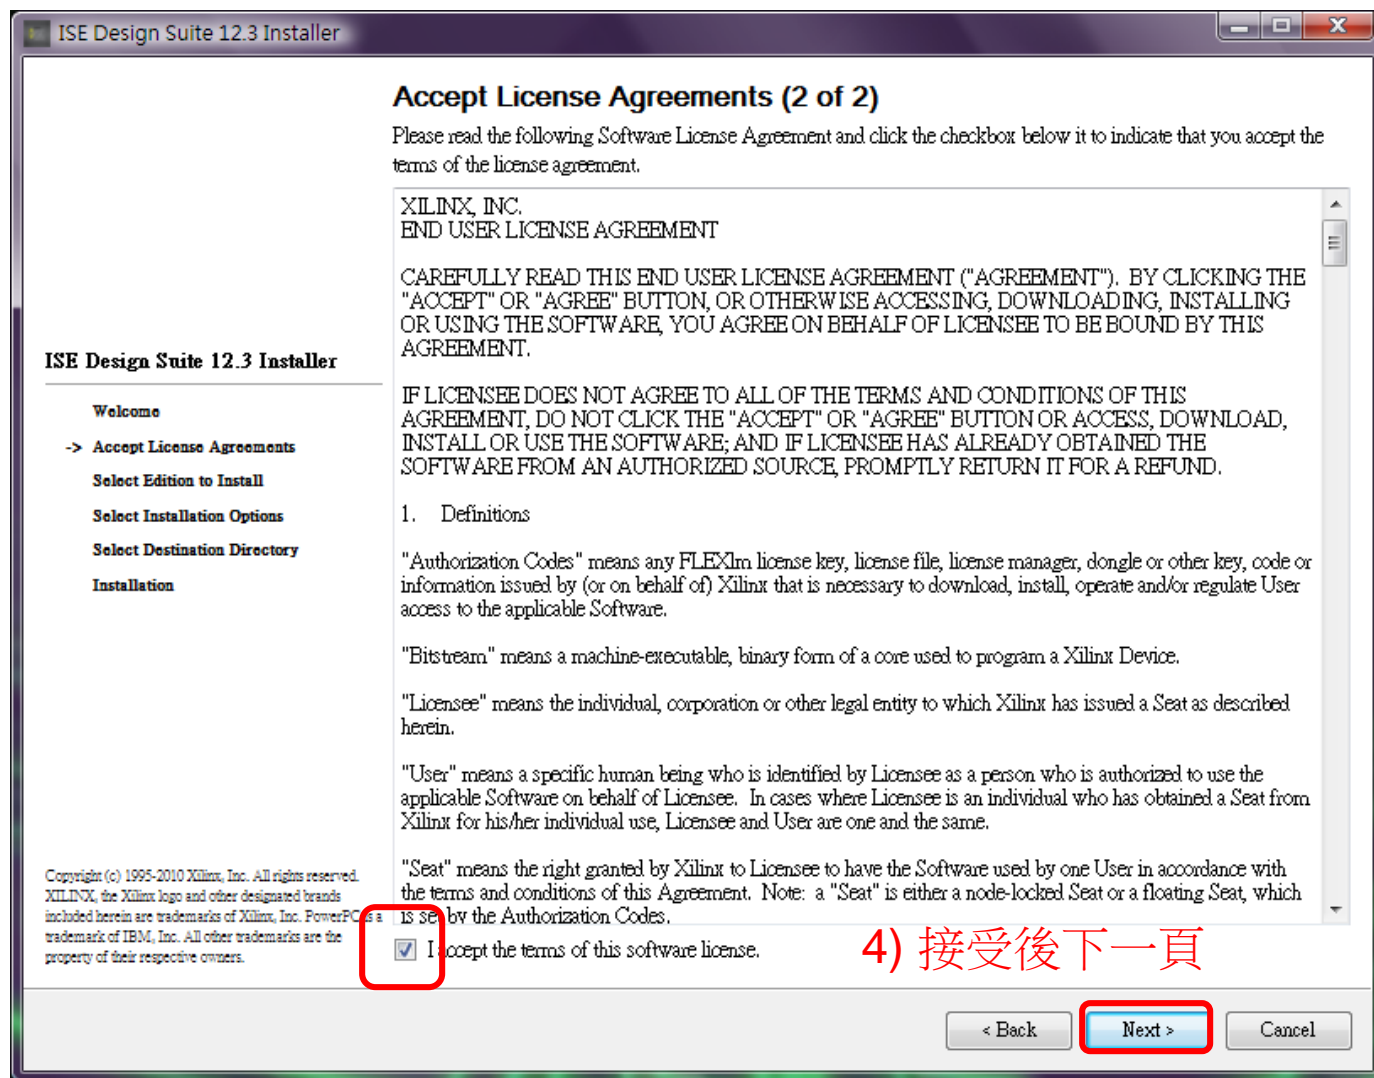 ISE Design Suite 12.3 Installer
Accept License Agreements (2 of 2)
Please read the following Software License Agreement and click the checkbox below it to indicate that you accept the
terms of the license agreement.
XILINX, INC.
END USER LICENSE AGREEMENT
CAREFULLY READ THIS END USER LICENSE AGREEMENT ("AGREEMENT"). BY CLICKING THE
"ACCEPT" OR "AGREE" BUTTON, OR OTHERWISE ACCESSING, DOWNLOADING, INSTALLING
OR USING THE SOFTWARE, YOU AGREE ON BEHALF OF LICENSEE TO BE BOUND BY THIS
AGREEMENT.
IF LICENSEE DOES NOT AGREE TO ALL OF THE TERMS AND CONDITIONS OF THIS
AGREEMENT, DO NOT CLICK THE "ACCEPT" OR "AGREE" BUTTON OR ACCESS, DOWNLOAD,
INSTALL OR USE THE SOFTWARE; AND IF LICENSEE HAS ALREADY OBTAINED THE
SOFTWARE FROM AN AUTHORIZED SOURCE, PROMPTLY RETURN IT FOR A REFUND.
1. Definitions
"Authorization Codes" means any FLEXlm license key, license file, license manager, dongle or other key, code or
information issued by (or on behalf of) Xilinx that is necessary to download, install, operate and/or regulate User
access to the applicable Software.
"Bitstream" means a machine-executable, binary form of a core used to program a Xilinx Device.
"Licensee" means the individual, corporation or other legal entity to which Xilinx has issued a Seat as described
herein.
"User" means a specific human being who is identified by Licensee as a person who is authorized to use the
applicable Software on behalf of Licensee. In cases where Licensee is an individual who has obtained a Seat from
Xilinx for his/her individual use, Licensee and User are one and the same.
"Seat" means the right granted by Xilinx to Licensee to have the Software used by one User in accordance with
the terms and conditions of this Agreement. Note: a "Seat" is either a node-locked Seat or a floating Seat, which
is set by the Authorization Codes.
I accept the terms of this software license.
4) 接受後下一頁
ISE Design Suite 12.3 Installer
Welcome
-> Accept License Agreements
Select Edition to Install
Select Installation Options
Select Destination Directory
Installation
Copyright (c) 1995-2010 Xilinx, Inc. All rights reserved.
XILINX, the Xilinx logo and other designated brands
included herein are trademarks of Xilinx, Inc. PowerPC is a
trademark of IBM, Inc. All other trademarks are the
property of their respective owners.
< Back
Next >
Cancel